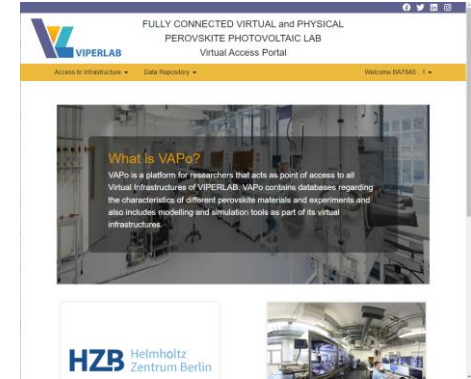 FULLY CONNECTED VIRTUAL and PHYSICAL
PEROVSKITE PHOTOVOLTAIC LAB
Virtual Access Portal
VIPERLAB
Access to Infrastructure
Data Repository
Welcome BA76A5... !
What is VAPo?
VAPo is a platform for researchers that acts as point of access to all
Virtual Infrastructures of VIPERLAB. VAPo contains databases regarding
the characteristics of different perovskite materials and experiments and
also includes modelling and simulation tools as part of its virtual
infrastructures.
HZB Helmholtz
Zentrum Berlin